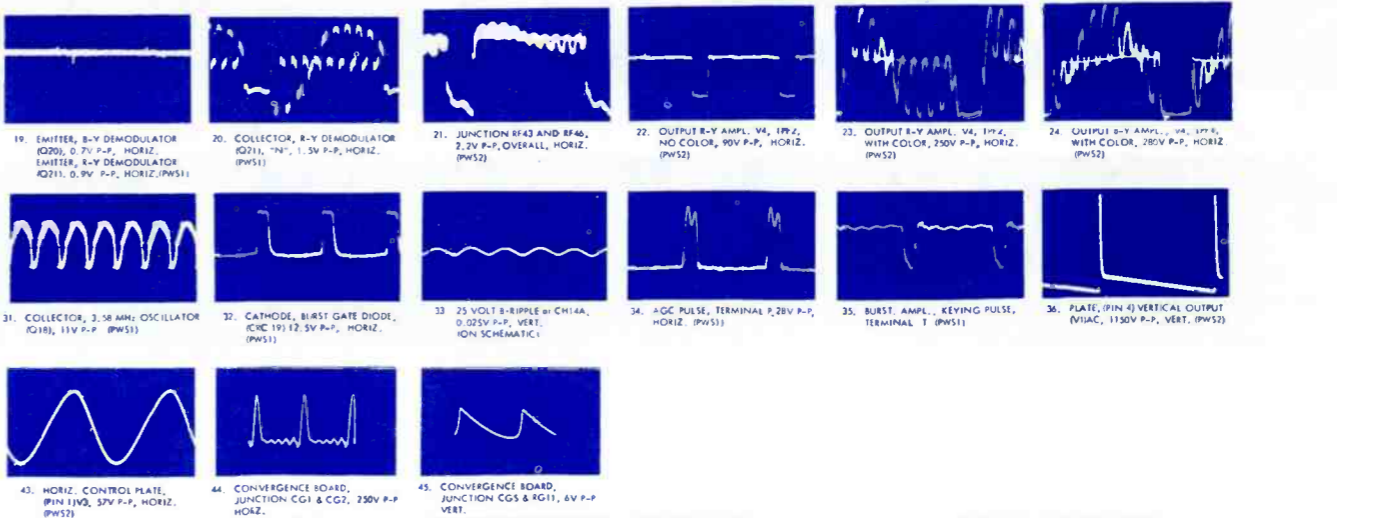 19. EMITTER, B-Y DEMODULATOR
(Q20), 0.7V P-P, HORIZ.
EMITTER, R-Y DEMODULATOR
(Q21), 0.9V P-P, HORIZ.(PWS1)
20. COLLECTOR, R-Y DEMODULATOR
(Q21), "N", 1.5V P-P, HORIZ.
(PWS1)
21. JUNCTION RF43 AND RF46,
2.2V P-P, OVERALL, HORIZ.
(PWS2)
22. OUTPUT R-Y AMPL. V4, TPF2,
NO COLOR, 90V P-P, HORIZ.
(PWS2)
23. OUTPUT R-Y AMPL. V4, TPF2,
WITH COLOR, 250V P-P, HORIZ.
(PWS2)
24. OUTPUT B-Y AMPL., V4,
WITH COLOR, 280V P-P, HORIZ.
(PWS2)
31. COLLECTOR, 3.58 MHz OSCILLATOR
(Q18), 11V P-P (PWS1)
32. CATHODE, BURST GATE DIODE,
(CRC 19) 12.5V P-P, HORIZ.
(PWS1)
33 25 VOLT B-RIPPLE at CH14A,
0.025V P-P, VERT.
(ON SCHEMATIC)
34. AGC PULSE, TERMINAL P, 28V P-P,
HORIZ. (PWS1)
35. BURST. AMPL., KEYING PULSE,
TERMINAL T (PWS1)
36. PLATE, (PIN 4) VERTICAL OUTPUT
(V11AC, 1150V P-P, VERT. (PWS2)
43. HORIZ. CONTROL PLATE,
(PIN 1)V3, 57V P-P, HORIZ.
(PWS2)
44. CONVERGENCE BOARD,
JUNCTION CG1 & CG2, 250V P-P
HORZ.
45. CONVERGENCE BOARD,
JUNCTION CG5 & RG11, 6V P-P
VERT.